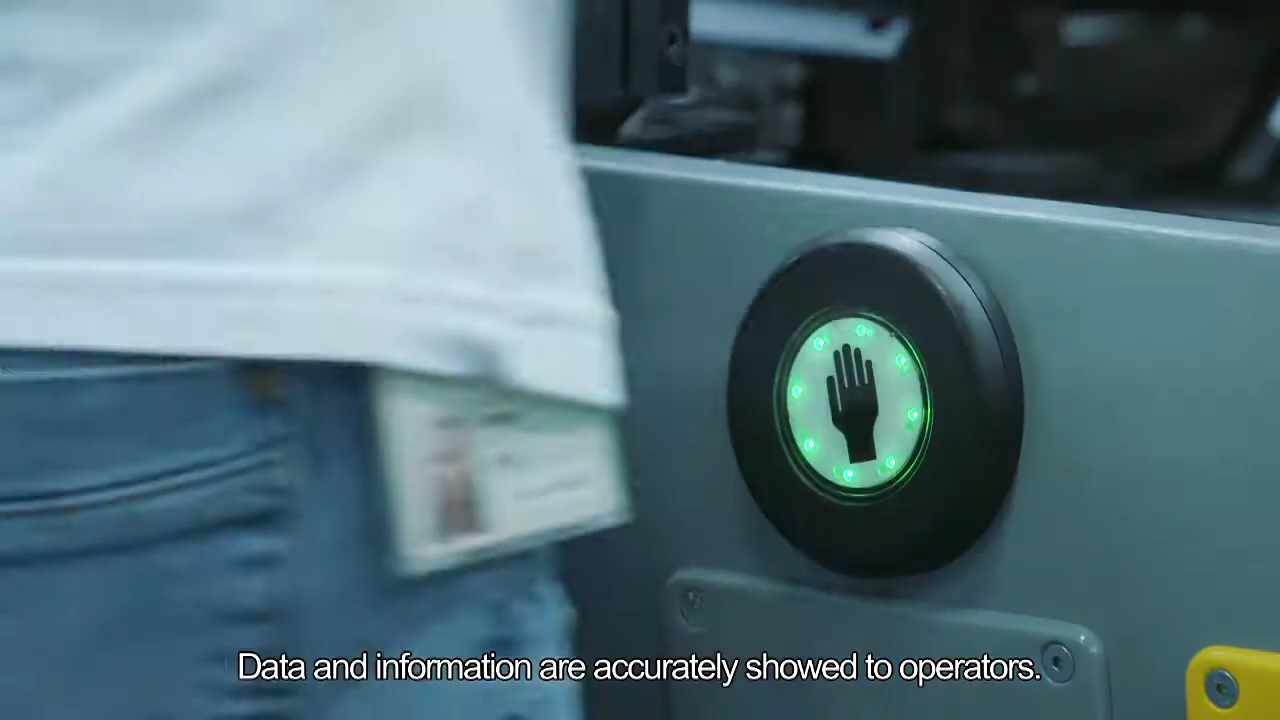 Data and information are accurately showed to operators.